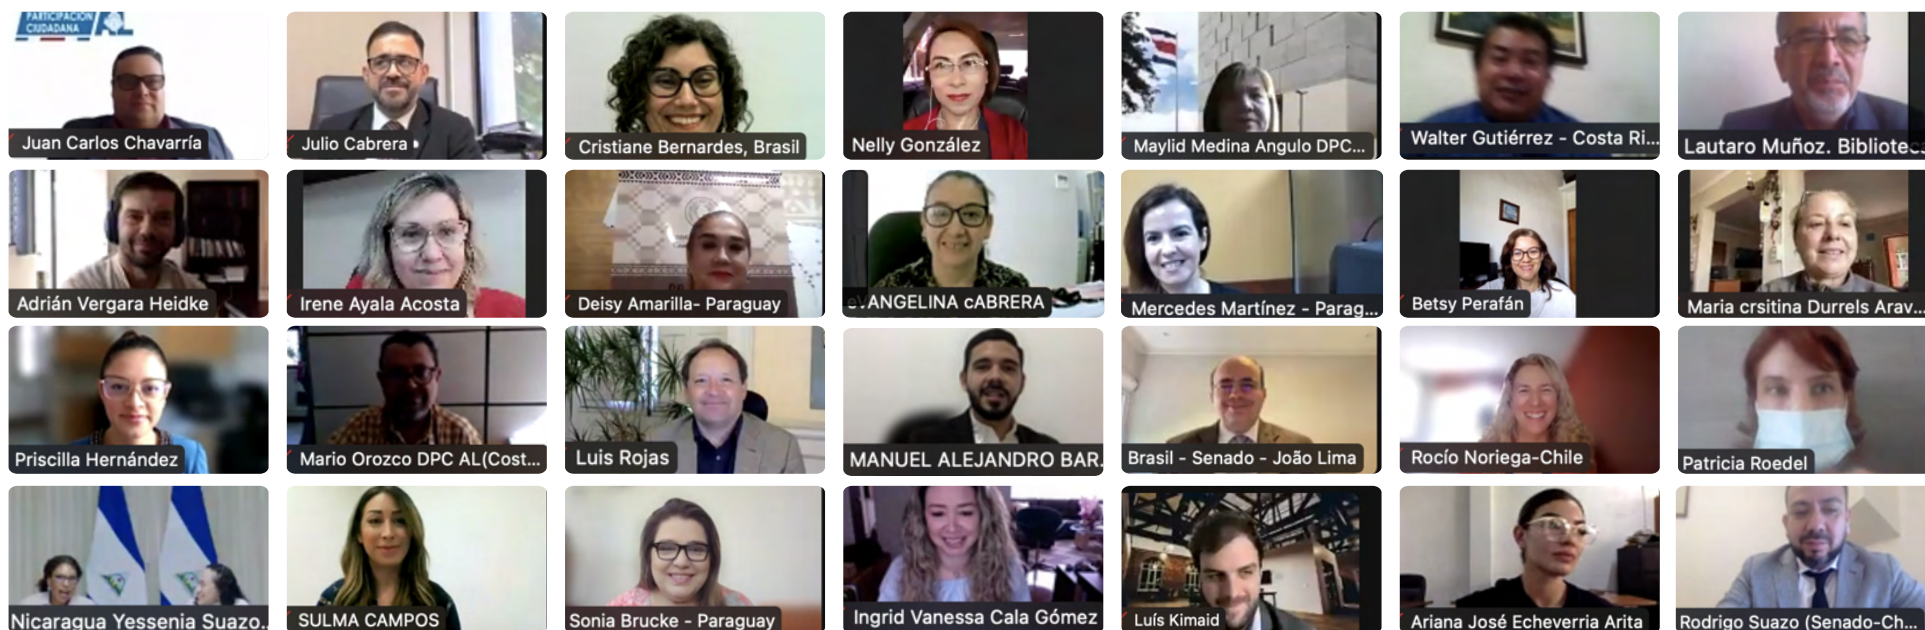 PARTICIPACIÓN
CIUDADANA
Juan Carlos Chavarría
Julio Cabrera
Cristiane Bernardes, Brasil
Nelly González
Maylid Medina Angulo DPC...
Walter Gutiérrez - Costa Ri...
Lautaro Muñoz. Bibliotec
Adrián Vergara Heidke
Irene Ayala Acosta
Deisy Amarilla- Paraguay
ANGELINA cABRERA
Mercedes Martínez - Parag...
Betsy Perafán
Maria crsitina Durrels Arav...
Priscilla Hernández
Mario Orozco DPC AL(Cost...
Luis Rojas
MANUEL ALEJANDRO BAR.
Brasil - Senado - João Lima
Rocío Noriega-Chile
Patricia Roedel
Nicaragua Yessenia Suazo..
SULMA CAMPOS
Sonia Brucke - Paraguay
Ingrid Vanessa Cala Gómez
Luís Kimaid
Ariana José Echeverria Arita
Rodrigo Suazo (Senado-Ch...